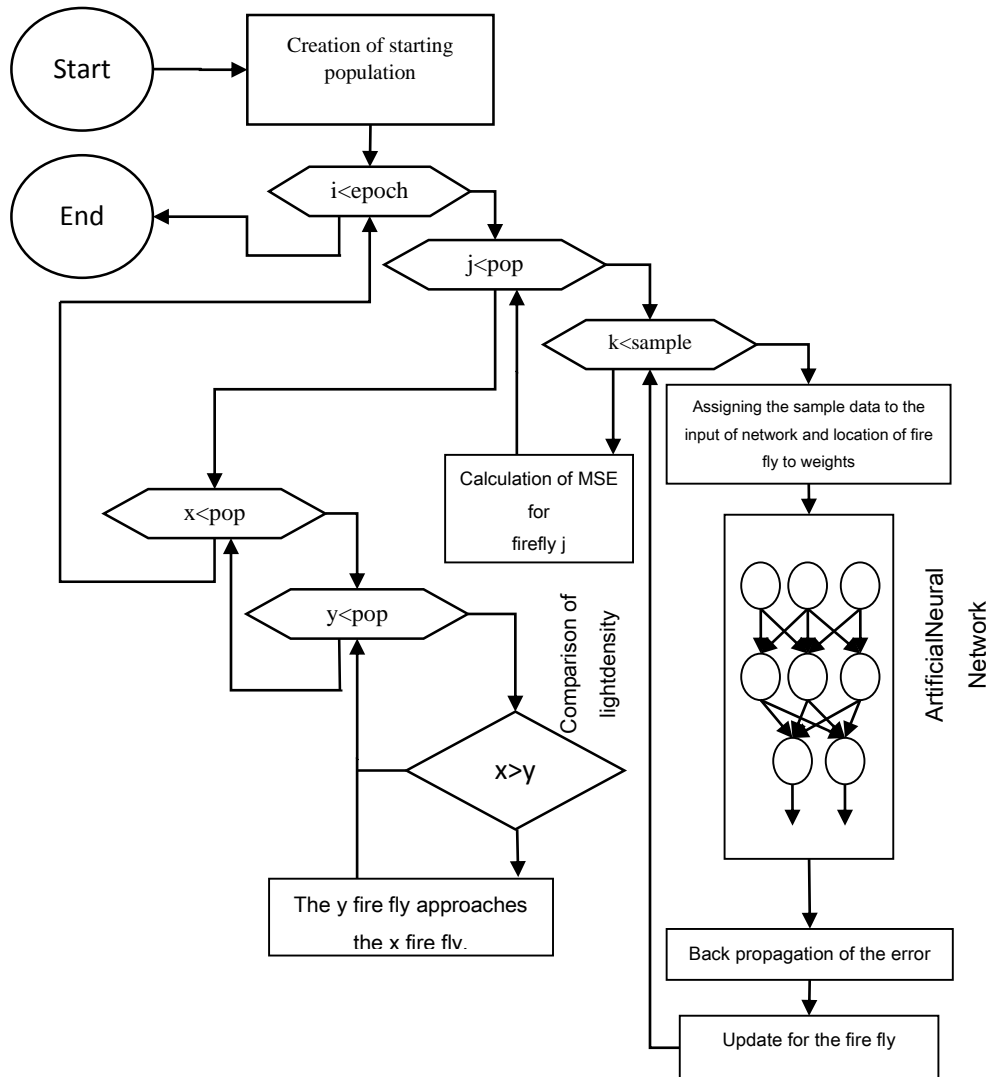 Start
Creation of starting
population
End
i<epoch
j<pop
k<sample
Assigning the sample data to the
input of network and location of fire
fly to weights
Calculation of MSE
for
firefly j
x<pop
y<pop
Comparison of
lightdensity
x>y
The y fire fly approaches
the x fire fly.
ArtificialNeural
Network
Back propagation of the error
Update for the fire fly